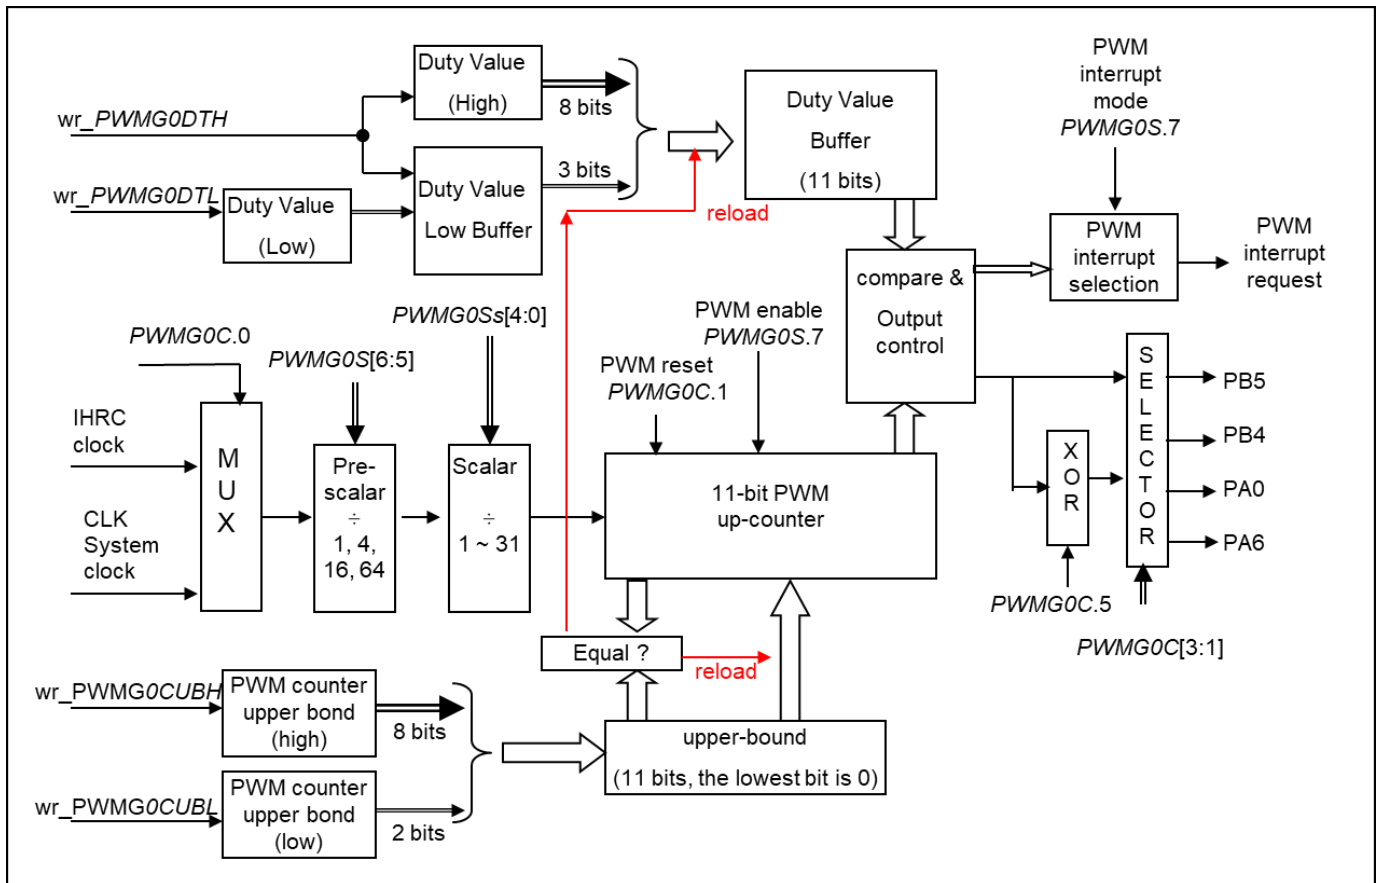 wr_PWMG0DTH
Duty Value
(High)
8 bits
wr_PWMG0DTL
Duty Value
(Low)
Duty Value
Low Buffer
3 bits
reload
Duty Value
Buffer
(11 bits)
PWM
interrupt
mode
PWMG0S.7
PWM
interrupt
selection
PWM
interrupt
request
compare &
Output
control
PWMG0C.0
PWMG0S[6:5]
PWMG0Ss[4:0]
PWM reset
PWMG0C.1
PWM enable
PWMG0S.7
IHRC
clock
CLK
System
clock
M
U
X
Pre-
scalar
÷
1, 4,
16, 64
Scalar
÷
1 ~ 31
11-bit PWM
up-counter
X
O
R
PWMG0C.5
S
E
L
E
C
T
O
R
PB5
PB4
PA0
PA6
PWMG0C[3:1]
Equal ?
reload
wr_PWMG0CUBH
PWM counter
upper bond
(high)
8 bits
wr_PWMG0CUBL
PWM counter
upper bond
(low)
2 bits
upper-bound
(11 bits, the lowest bit is 0)